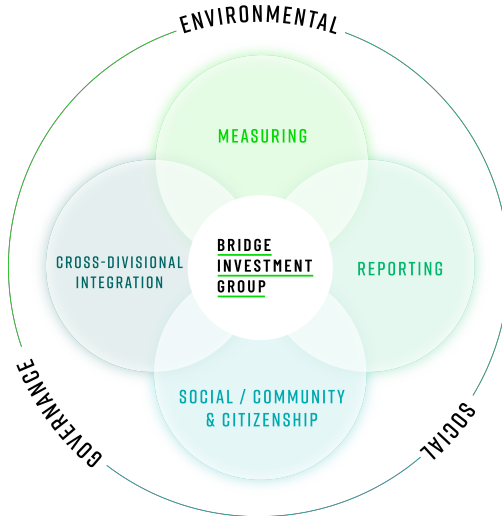 ENVIRONMENTAL
MEASURING
CROSS-DIVISIONAL
INTEGRATION
BRIDGE
INVESTMENT
GROUP
REPORTING
SOCIAL / COMMUNITY
& CITIZENSHIP
GOVERNANCE
SOCIAL